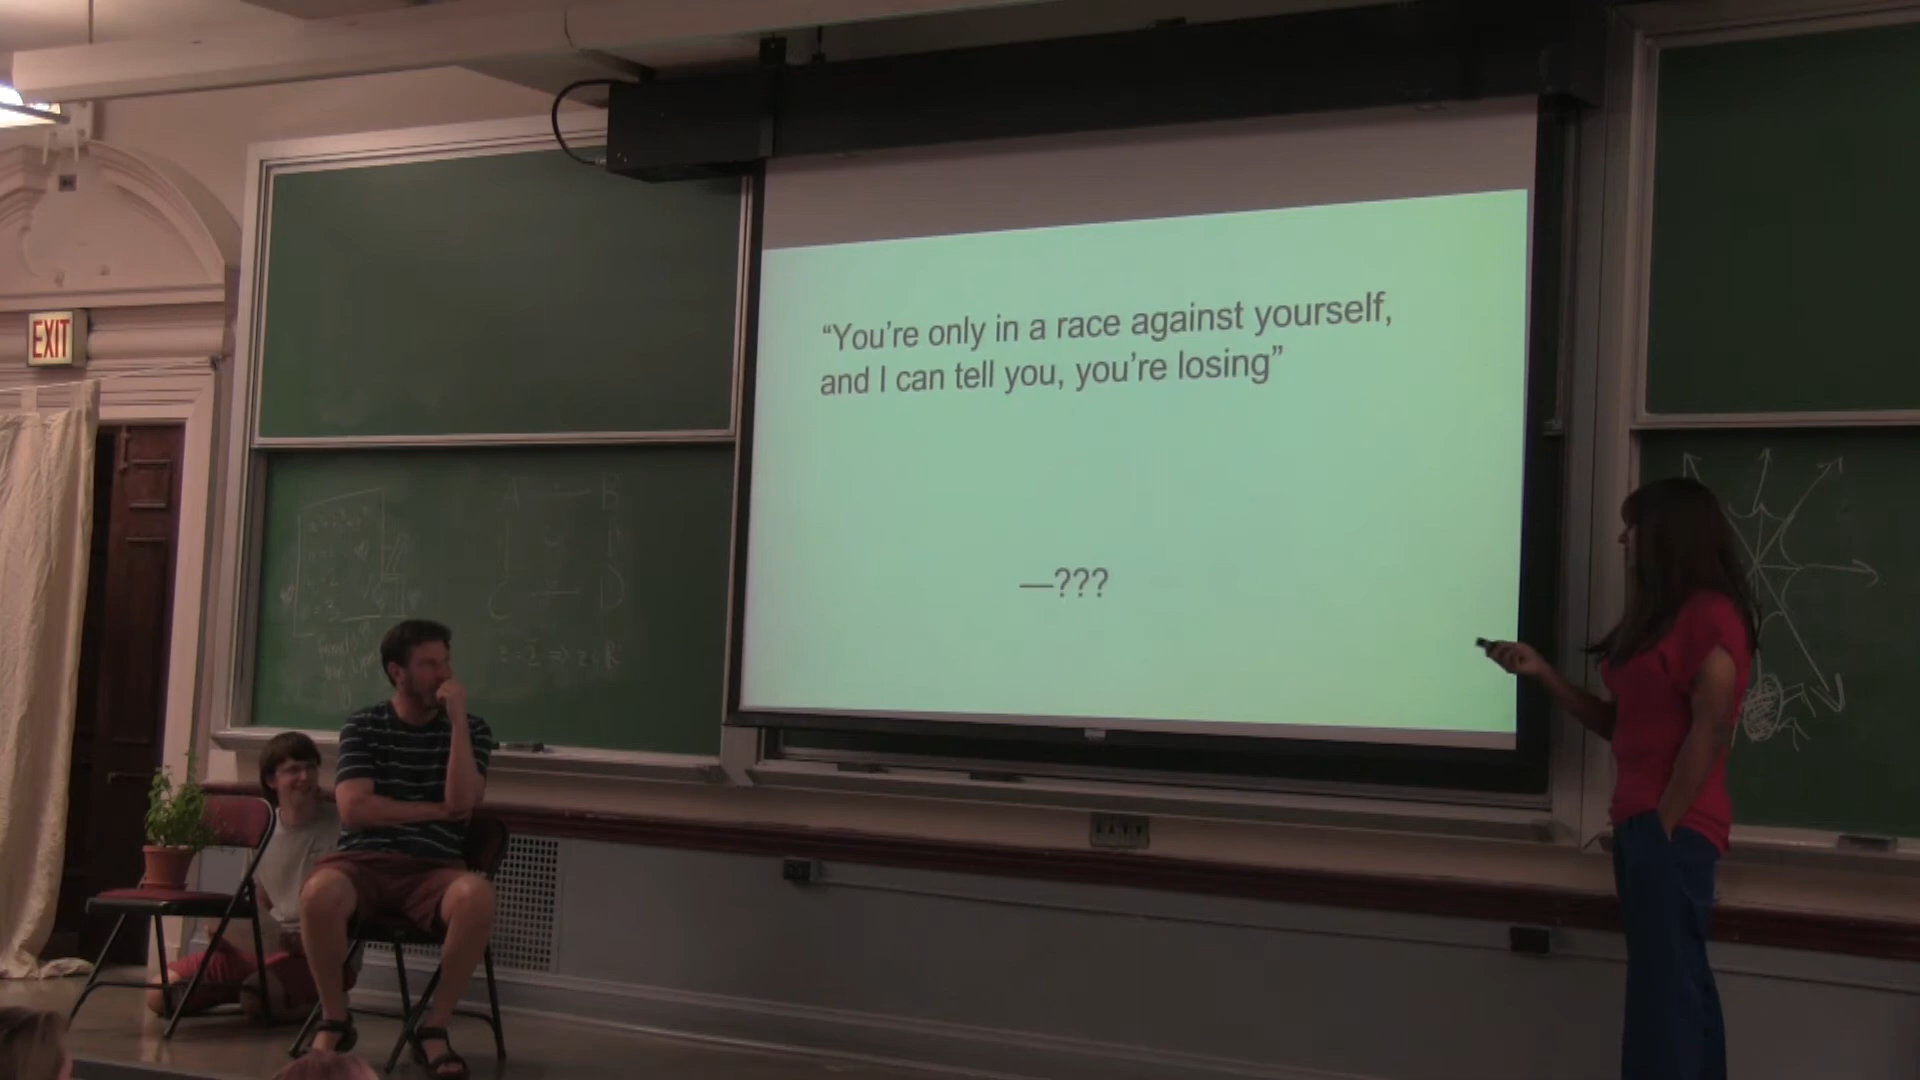 EXIT
“You’re only in a race against yourself,
and I can tell you, you’re losing”
—???
A B
C D